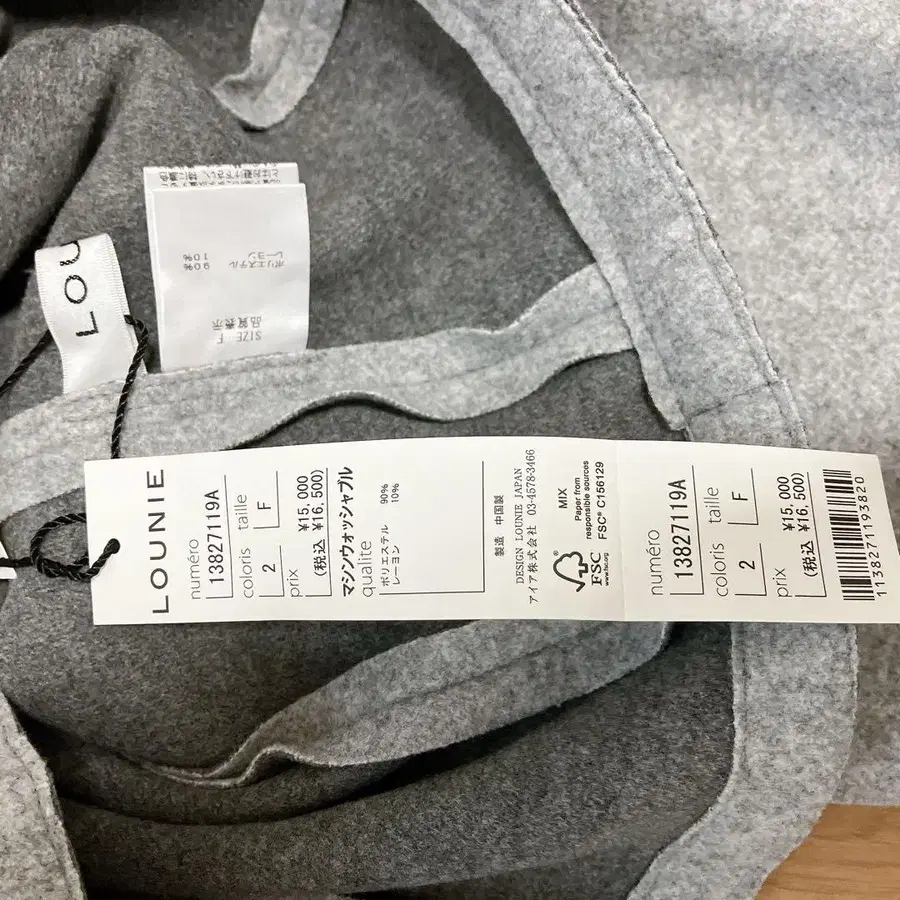 LOUNIE
numéro
13827119A
coloris taille
2 F
prix ¥15,000
(税込 ¥16,500)
マシンウォッシャブル
qualite
ポリエステル 90%
レーヨン 10%
製造 中国製
DESIGN LOUNIE JAPAN
アイア株式会社 03-4578-3466
FSC
www.fsc.org
MIX
Paper from
responsible sources
FSC® C156129
numéro
13827119A
coloris taille
2 F
prix ¥15,000
(税込 ¥16,500)
1138271193820
LOU
SIZE F
品質表示
ポリエステル 90%
レーヨン 10%